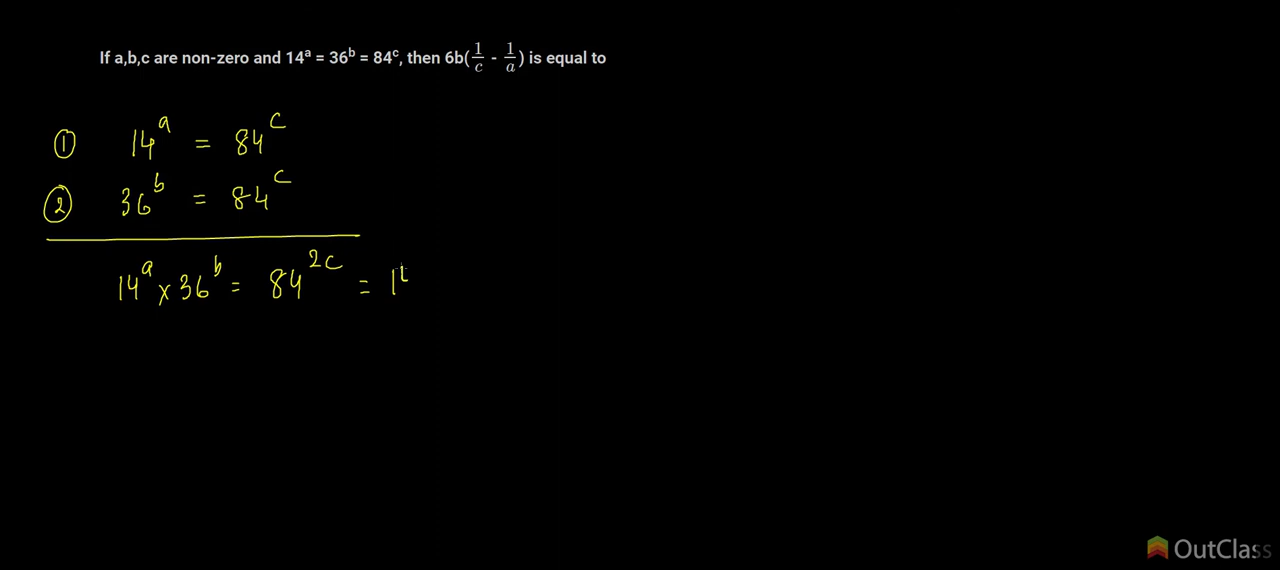 If a,b,c are non-zero and 14ᵃ = 36ᵇ = 84ᶜ, then 6b(1/c - 1/a) is equal to
① 14ᵃ = 84ᶜ
② 36ᵇ = 84ᶜ
14ᵃ × 36ᵇ = 84²ᶜ = 1
OutClass